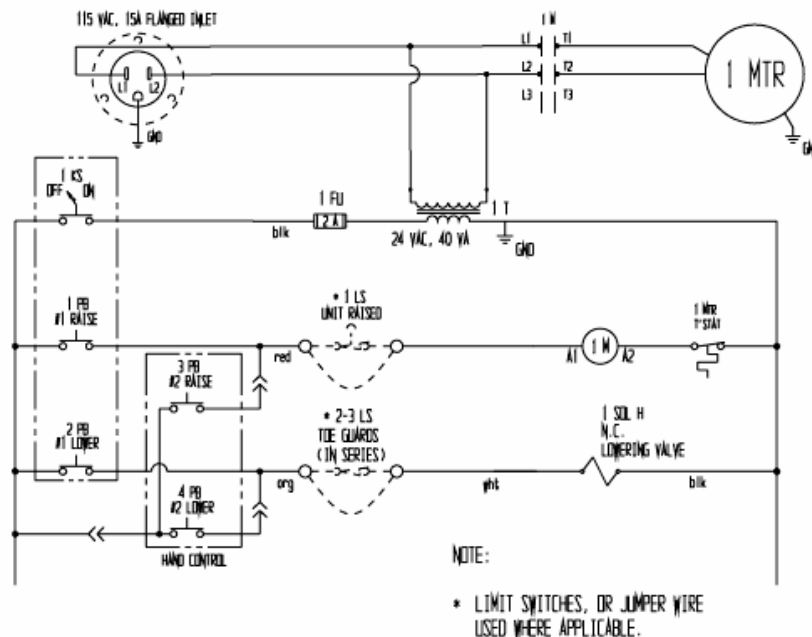 115 VAC, 15A FLANGED INLET
1 M
L1
T1
L2
T2
L3
T3
1 MTR
L1
L2
GND
1 KS
OFF
ON
1 FU
2 A
blk
1 T
24 VAC, 40 VA
GND
1 PB
#1 RAISE
* 1 LS
LIMIT RAISED
1 MTR
T'STAT
red
A1
1 M
A2
3 PB
#2 RAISE
2 PB
#1 LOWER
* 2-3 LS
TOE GUARDS
(IN SERIES)
1 SOL H
N.C.
LOWERING VALVE
org
wht
blk
4 PB
#2 LOWER
HAND CONTROL
NOTE:
* LIMIT SWITCHES, OR JUMPER WIRE
USED WHERE APPLICABLE.